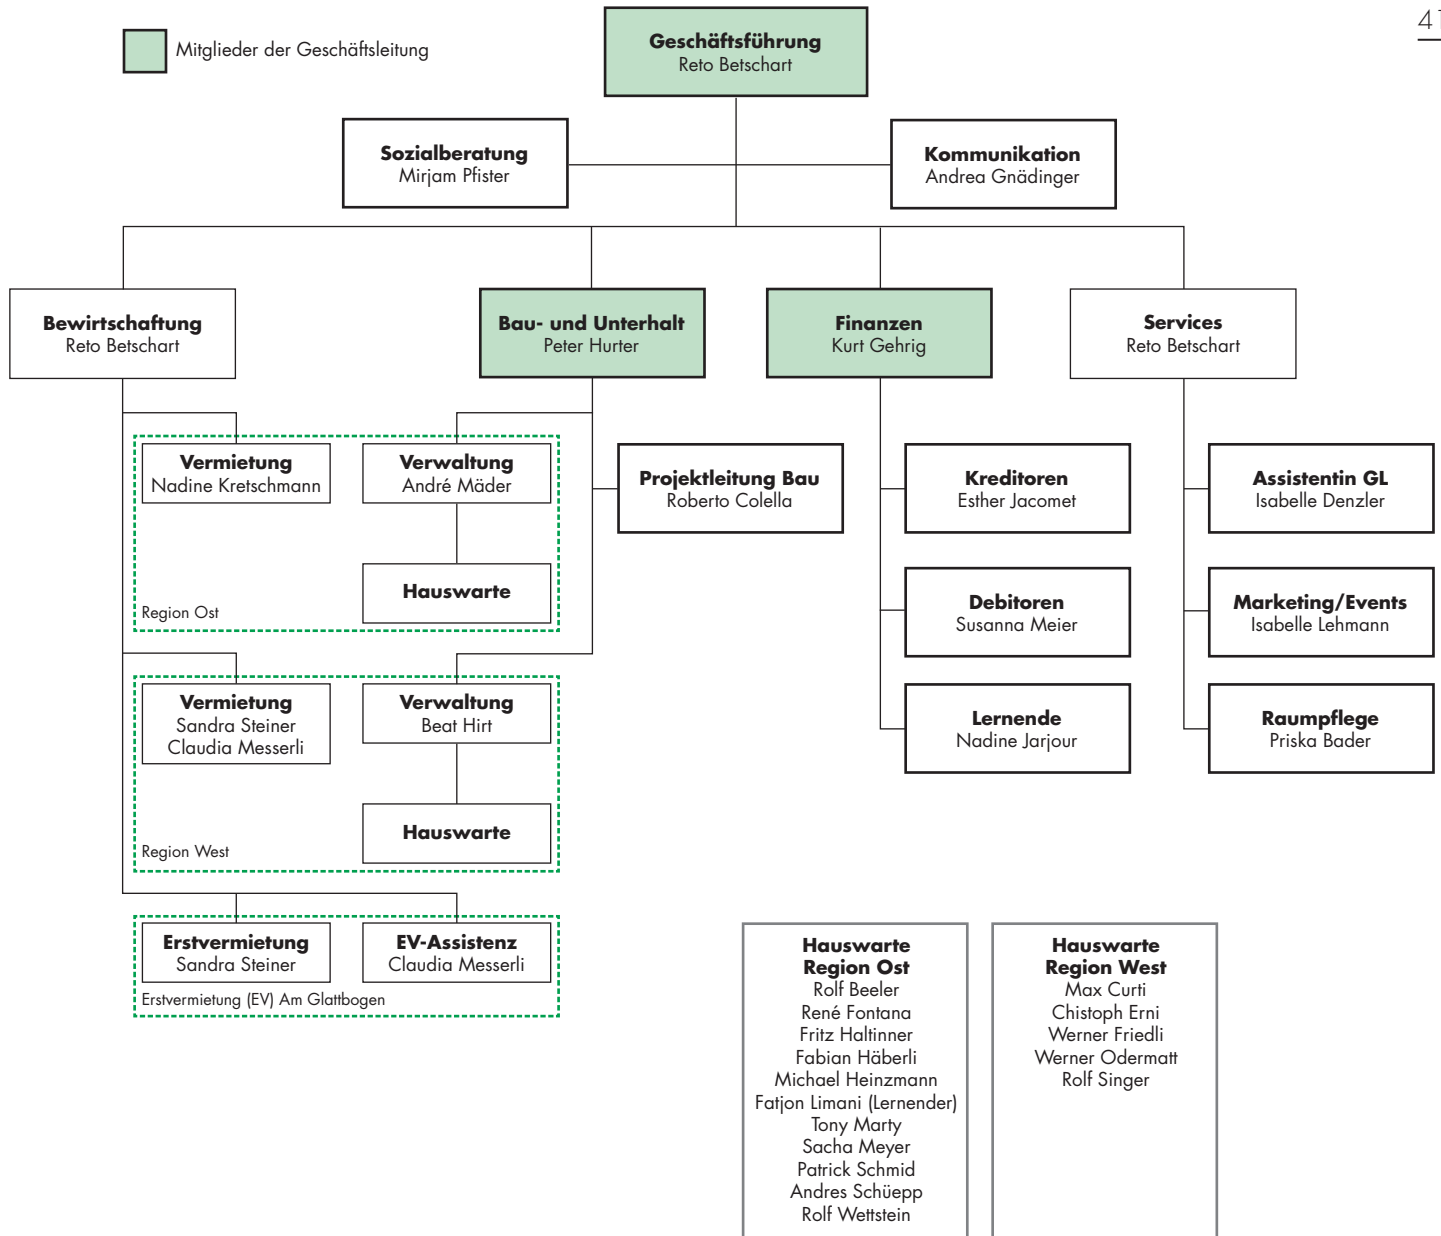 41
Mitglieder der Geschäftsleitung
Geschäftsführung
Reto Betschart
Sozialberatung
Mirjam Pfister
Kommunikation
Andrea Gnädinger
Bewirtschaftung
Reto Betschart
Bau- und Unterhalt
Peter Hurter
Finanzen
Kurt Gehrig
Services
Reto Betschart
Vermietung
Nadine Kretschmann
Verwaltung
André Mäder
Hauswarte
Region Ost
Projektleitung Bau
Roberto Colella
Kreditoren
Esther Jacomet
Assistentin GL
Isabelle Denzler
Debitoren
Susanna Meier
Marketing/Events
Isabelle Lehmann
Vermietung
Sandra Steiner
Claudia Messerli
Verwaltung
Beat Hirt
Hauswarte
Region West
Lernende
Nadine Jarjour
Raumpflege
Priska Bader
Erstvermietung
Sandra Steiner
EV-Assistenz
Claudia Messerli
Erstvermietung (EV) Am Glattbogen
Hauswarte
Region Ost
Rolf Beeler
René Fontana
Fritz Haltinner
Fabian Häberli
Michael Heinzmann
Fatjon Limani (Lernender)
Tony Marty
Sacha Meyer
Patrick Schmid
Andres Schüepp
Rolf Wettstein
Hauswarte
Region West
Max Curti
Chistoph Erni
Werner Friedli
Werner Odermatt
Rolf Singer